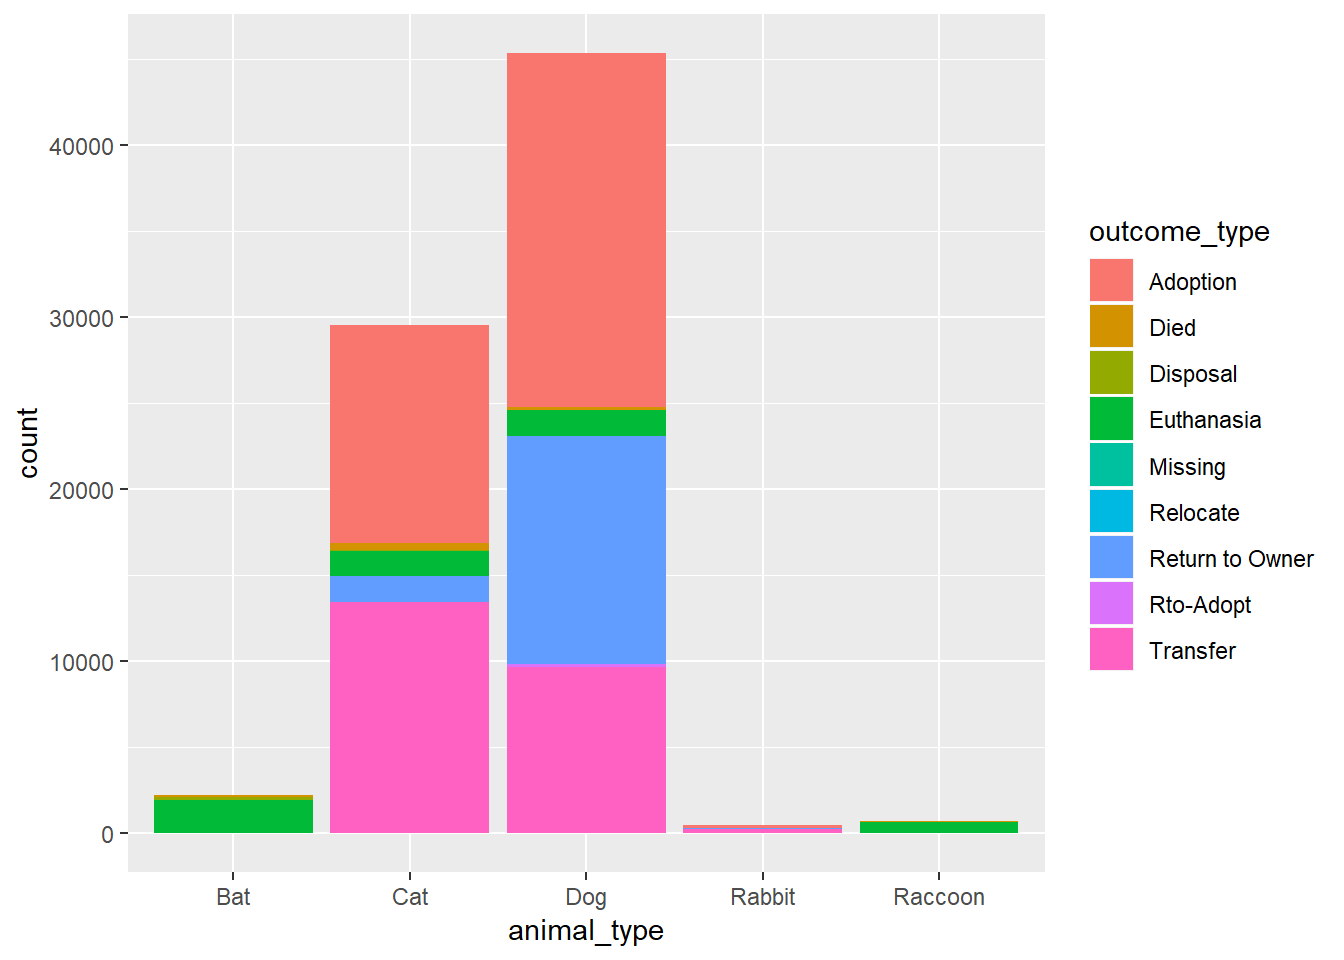 40000
30000
20000
10000
0
count
Bat Cat Dog Rabbit Raccoon
animal_type
outcome_type
Adoption
Died
Disposal
Euthanasia
Missing
Relocate
Return to Owner
Rto-Adopt
Transfer